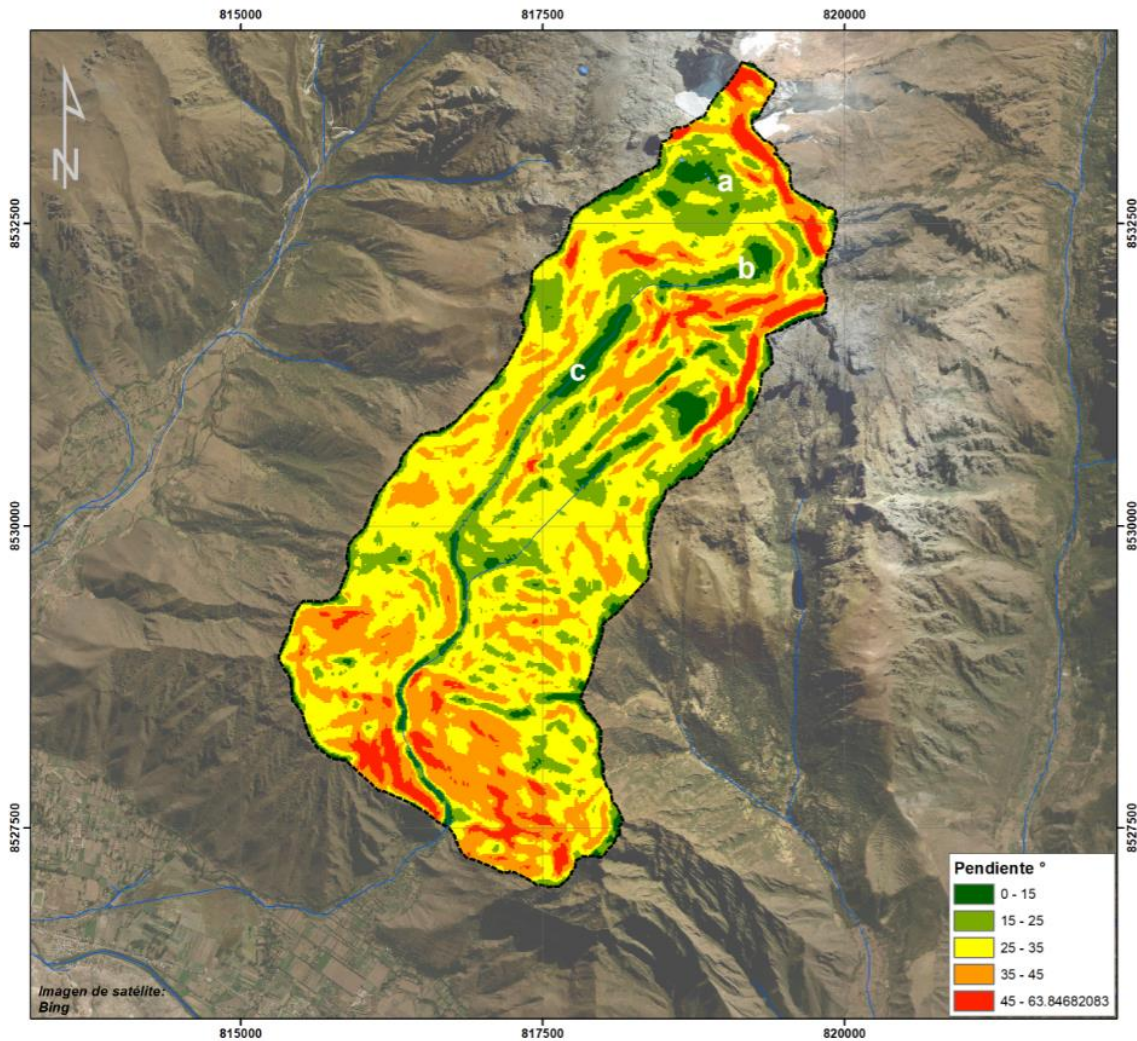 815000
817500
820000
N
a
8532500
8532500
b
c
8530000
8530000
8527500
8527500
Pendiente °
0 - 15
15 - 25
25 - 35
35 - 45
45 - 63.84682083
Imagen de satélite:
Bing
815000
817500
820000